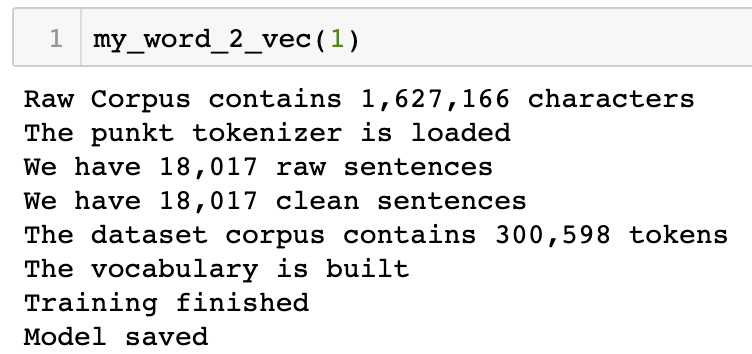 1 my_word_2_vec(1)
Raw Corpus contains 1,627,166 characters
The punkt tokenizer is loaded
We have 18,017 raw sentences
We have 18,017 clean sentences
The dataset corpus contains 300,598 tokens
The vocabulary is built
Training finished
Model saved